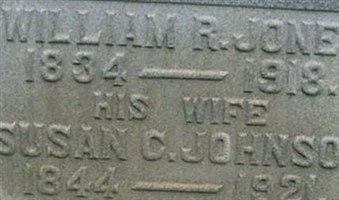 WILLIAM R. JONE
1834 — 1918.
HIS WIFE
SUSAN C. JOHNSO
1844 — 1921